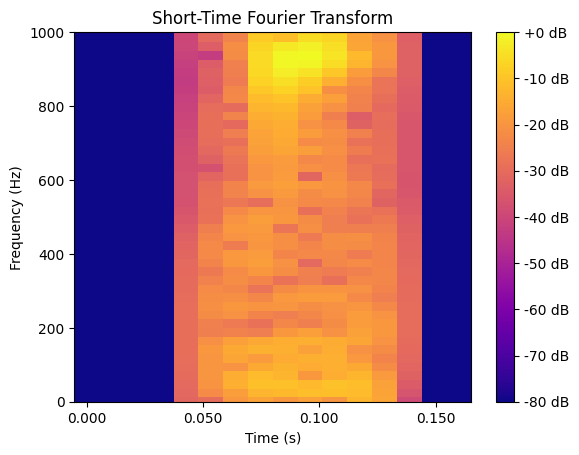 Short-Time Fourier Transform
Frequency (Hz)
1000
800
600
400
200
0
0.000
0.050
0.100
0.150
Time (s)
+0 dB
-10 dB
-20 dB
-30 dB
-40 dB
-50 dB
-60 dB
-70 dB
-80 dB